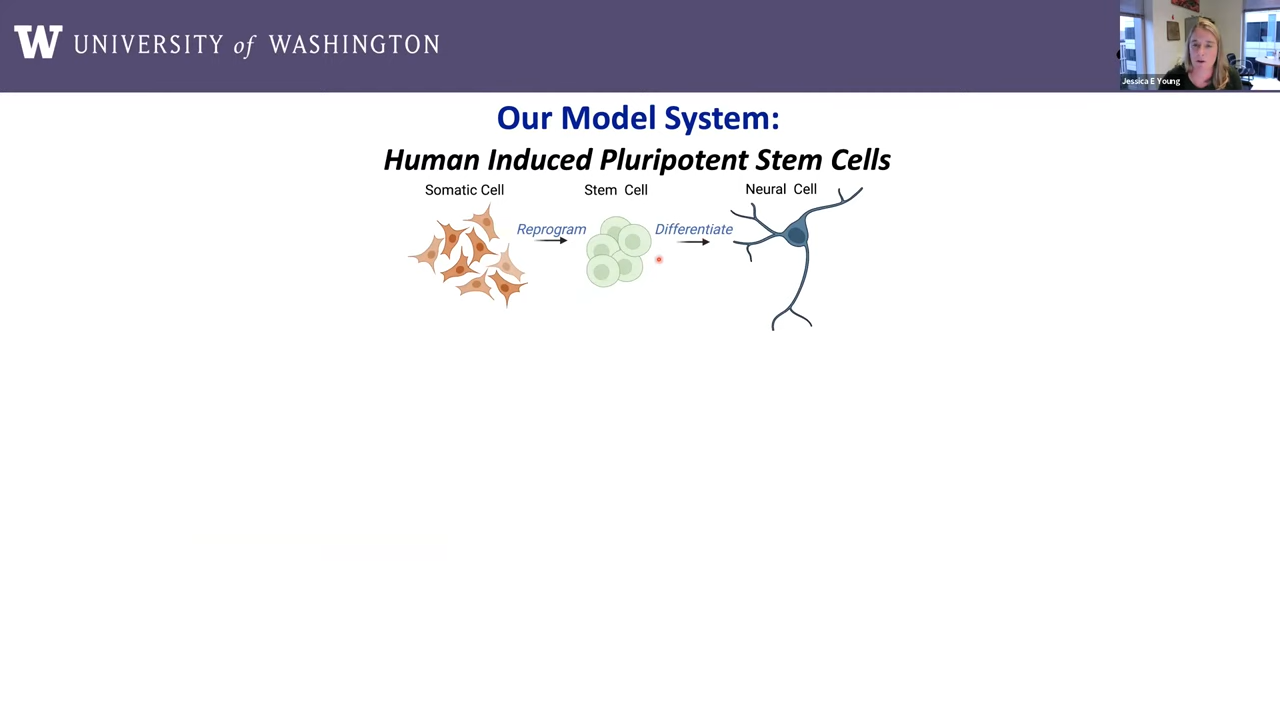 W UNIVERSITY of WASHINGTON
Jessica E Young
Our Model System:
Human Induced Pluripotent Stem Cells
Somatic Cell
Stem Cell
Neural Cell
Reprogram
Differentiate